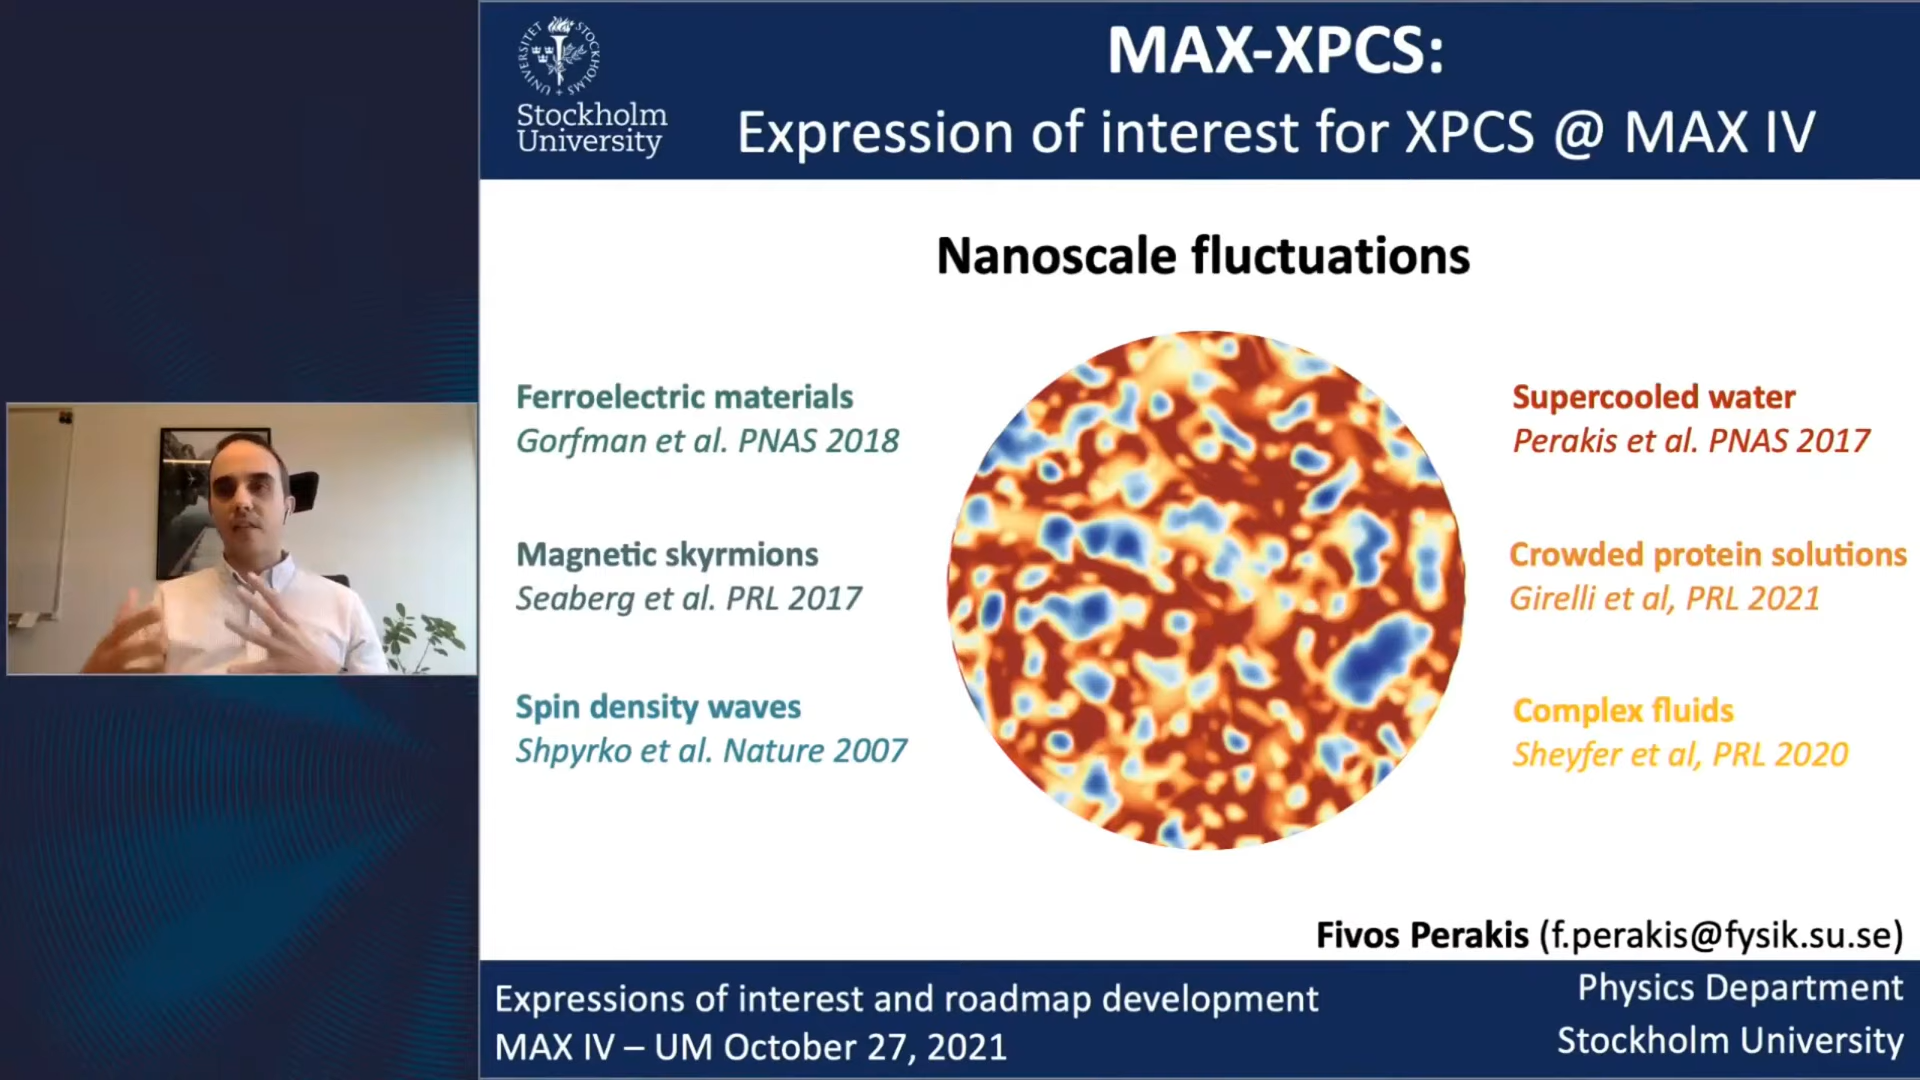 UNIVERSITET STOCKHOLMS
Stockholm
University
MAX-XPCS:
Expression of interest for XPCS @ MAX IV
Nanoscale fluctuations
Ferroelectric materials
Gorfman et al. PNAS 2018
Magnetic skyrmions
Seaberg et al. PRL 2017
Spin density waves
Shpyrko et al. Nature 2007
Supercooled water
Perakis et al. PNAS 2017
Crowded protein solutions
Girelli et al, PRL 2021
Complex fluids
Sheyfer et al, PRL 2020
Fivos Perakis (f.perakis@fysik.su.se)
Expressions of interest and roadmap development
MAX IV – UM October 27, 2021
Physics Department
Stockholm University